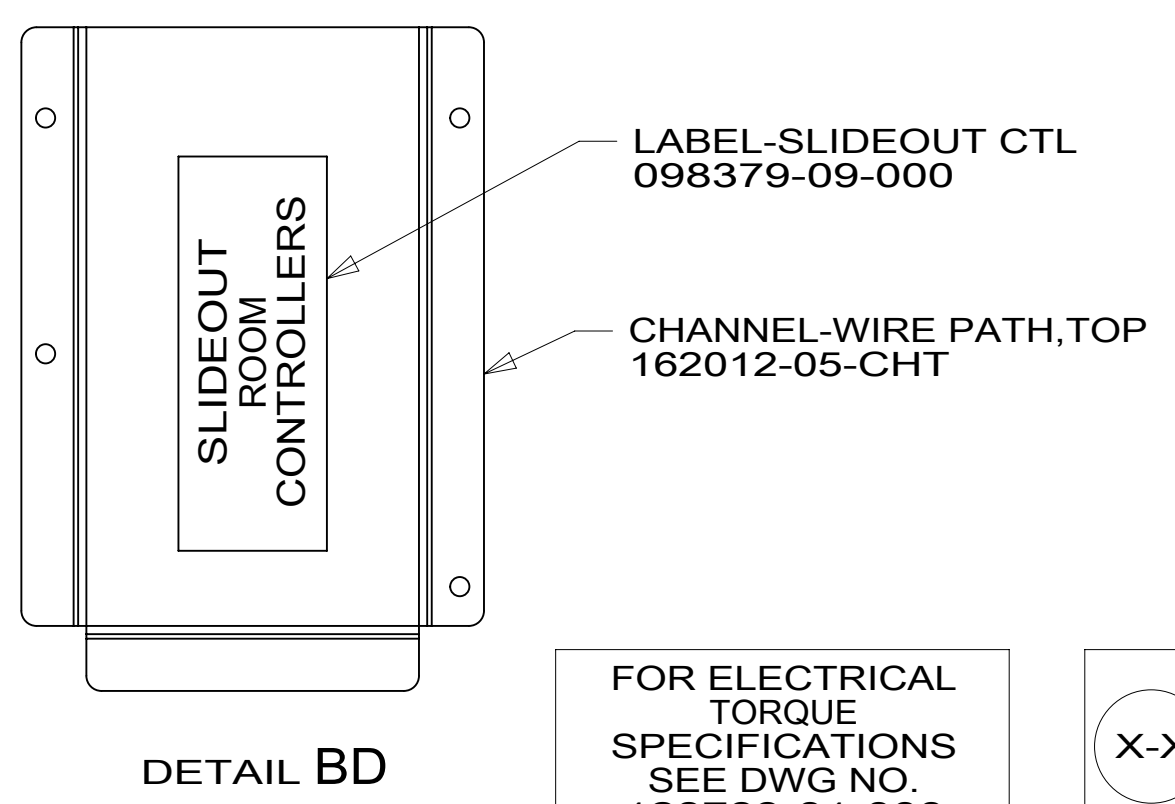 SLIDEOUT
ROOM
CONTROLLERS
LABEL-SLIDEOUT CTL
098379-09-000
CHANNEL-WIRE PATH,TOP
162012-05-CHT
DETAIL BD
FOR ELECTRICAL
TORQUE
SPECIFICATIONS
SEE DWG NO.